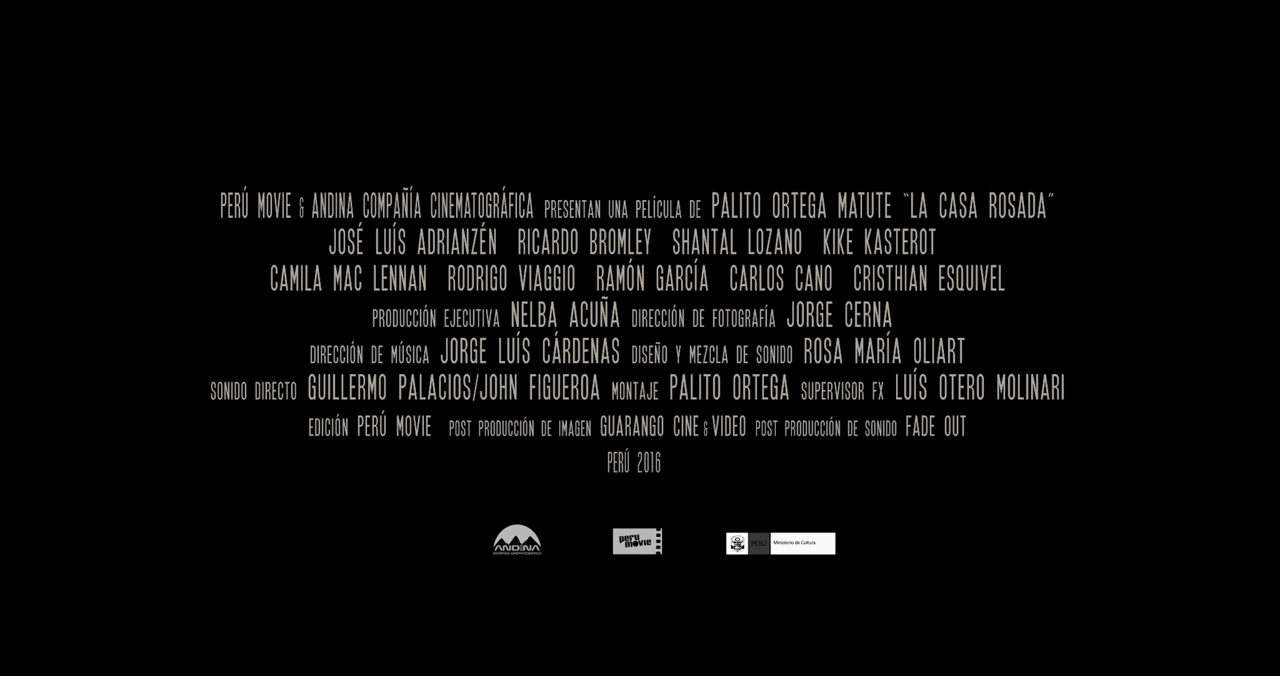 PERÚ MOVIE & ANDINA COMPAÑÍA CINEMATOGRÁFICA PRESENTAN UNA PELÍCULA DE PALITO ORTEGA MATUTE “LA CASA ROSADA”
JOSÉ LUÍS ADRIANZÉN RICARDO BROMLEY SHANTAL LOZANO KIKE KASTEROT
CAMILA MAC LENNAN RODRIGO VIAGGIO RAMÓN GARCÍA CARLOS CANO CRISTHIAN ESQUIVEL
PRODUCCIÓN EJECUTIVA NELBA ACUÑA DIRECCIÓN DE FOTOGRAFÍA JORGE CERNA
DIRECCIÓN DE MÚSICA JORGE LUÍS CÁRDENAS DISEÑO Y MEZCLA DE SONIDO ROSA MARÍA OLIART
SONIDO DIRECTO GUILLERMO PALACIOS/JOHN FIGUEROA MONTAJE PALITO ORTEGA SUPERVISOR FX LUÍS OTERO MOLINARI
EDICIÓN PERÚ MOVIE POST PRODUCCIÓN DE IMAGEN GUARANGO CINE & VIDEO POST PRODUCCIÓN DE SONIDO FADE OUT
PERÚ 2016
ANDINA
COMPAÑÍA CINEMATOGRÁFICA
peru movie
PERÚ Ministerio de Cultura